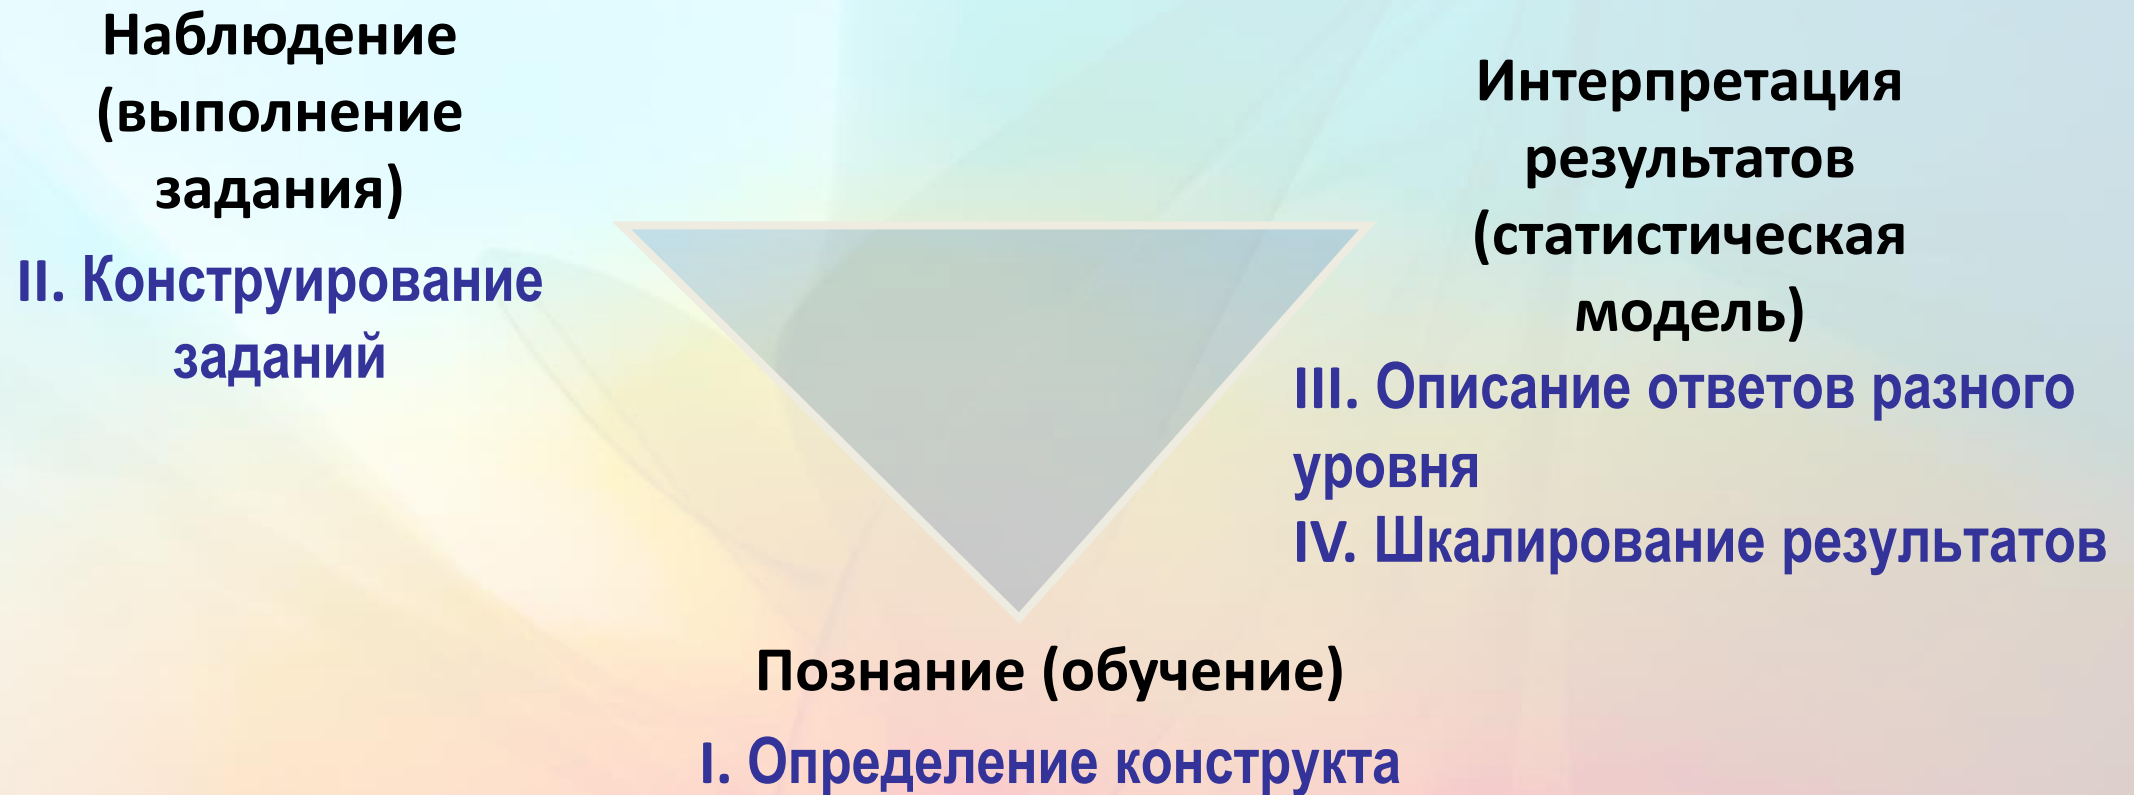 Наблюдение
(выполнение
задания)
II. Конструирование
заданий
Интерпретация
результатов
(статистическая
модель)
III. Описание ответов разного
уровня
IV. Шкалирование результатов
Познание (обучение)
I. Определение конструкта